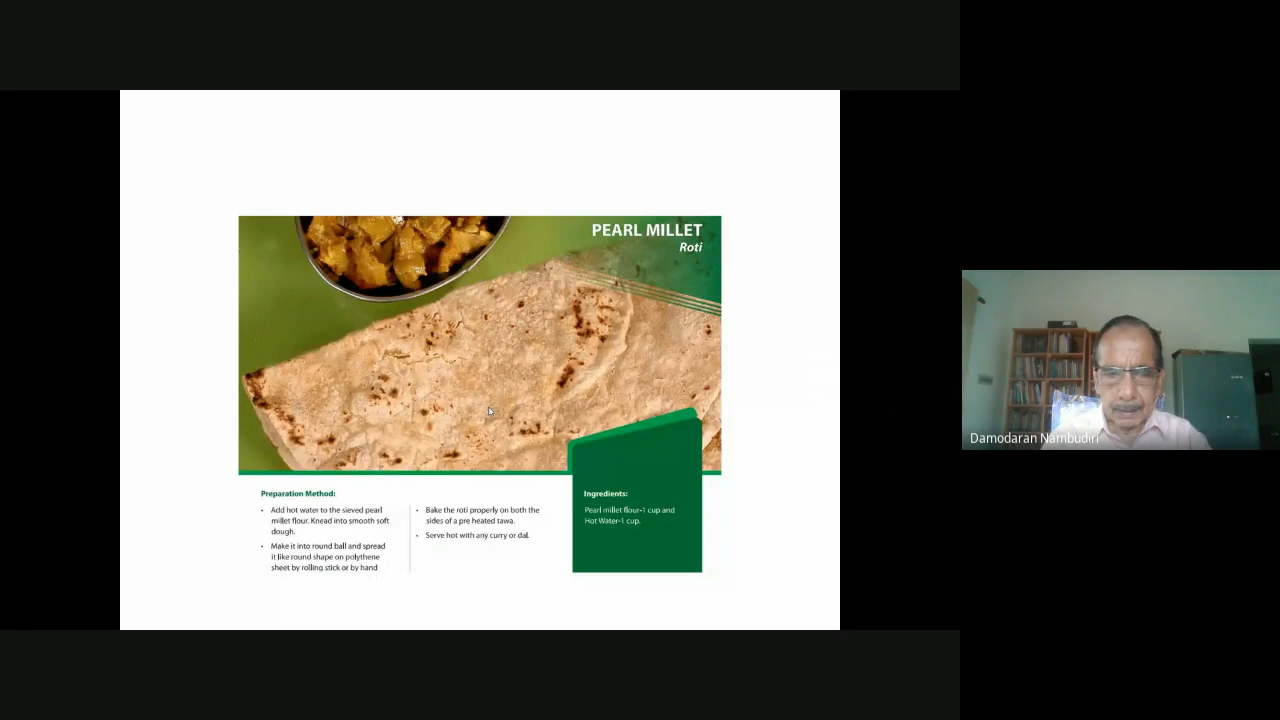 PEARL MILLET
Roti
Preparation Method:
• Add hot water to the sieved pearl
millet flour. Knead into smooth soft
dough.
• Make it into round ball and spread
it like round shape on polythene
sheet by rolling stick or by hand
• Bake the roti properly on both the
sides of a pre heated tawa.
• Serve hot with any curry or dal.
Ingredients:
Pearl millet flour-1 cup and
Hot Water-1 cup.
Damodaran Nambudiri